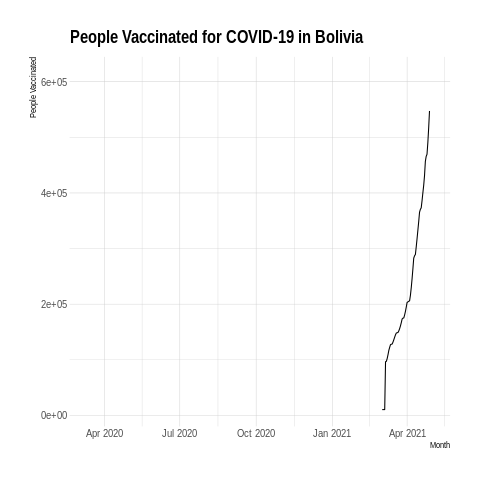 People Vaccinated for COVID-19 in Bolivia
People Vaccinated
6e+05
4e+05
2e+05
0e+00
Apr 2020 Jul 2020 Oct 2020 Jan 2021 Apr 2021
Month